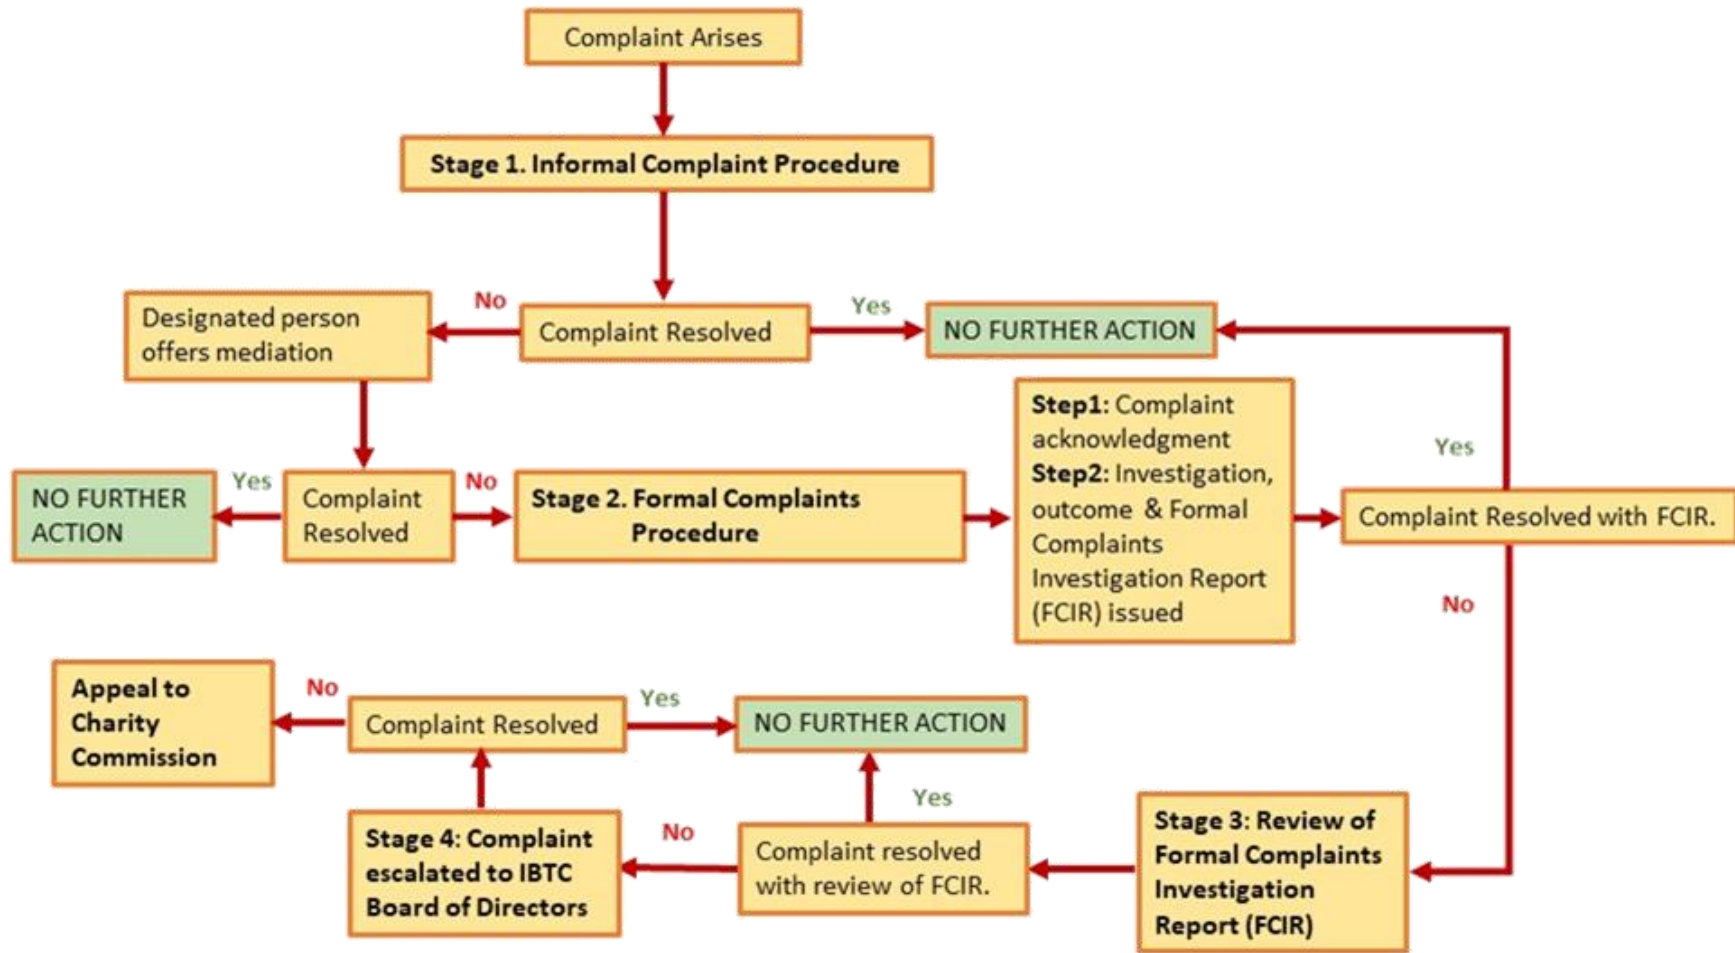 Complaint Arises
Stage 1. Informal Complaint Procedure
No
Yes
Designated person
offers mediation
Complaint Resolved
NO FURTHER ACTION
Step1: Complaint
acknowledgment
Step2: Investigation,
outcome & Formal
Complaints
Investigation Report
(FCIR) issued
Yes
NO FURTHER
ACTION
Yes
Complaint
Resolved
No
Stage 2. Formal Complaints
Procedure
Complaint Resolved with FCIR.
No
Appeal to
Charity
Commission
No
Complaint Resolved
Yes
NO FURTHER ACTION
Yes
Stage 4: Complaint
escalated to IBTC
Board of Directors
No
Complaint resolved
with review of FCIR.
Stage 3: Review of
Formal Complaints
Investigation
Report (FCIR)